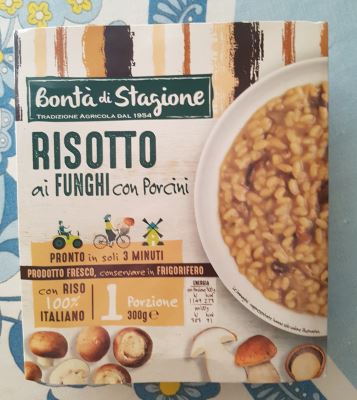 Bontà di Stagione
TRADIZIONE AGRICOLA DAL 1954
RISOTTO
ai FUNGHI con Porcini
PRONTO in soli 3 MINUTI
PRODOTTO FRESCO, conservare in FRIGORIFERO
con RISO
100%
ITALIANO
1 Porzione
300g e
ENERGIA